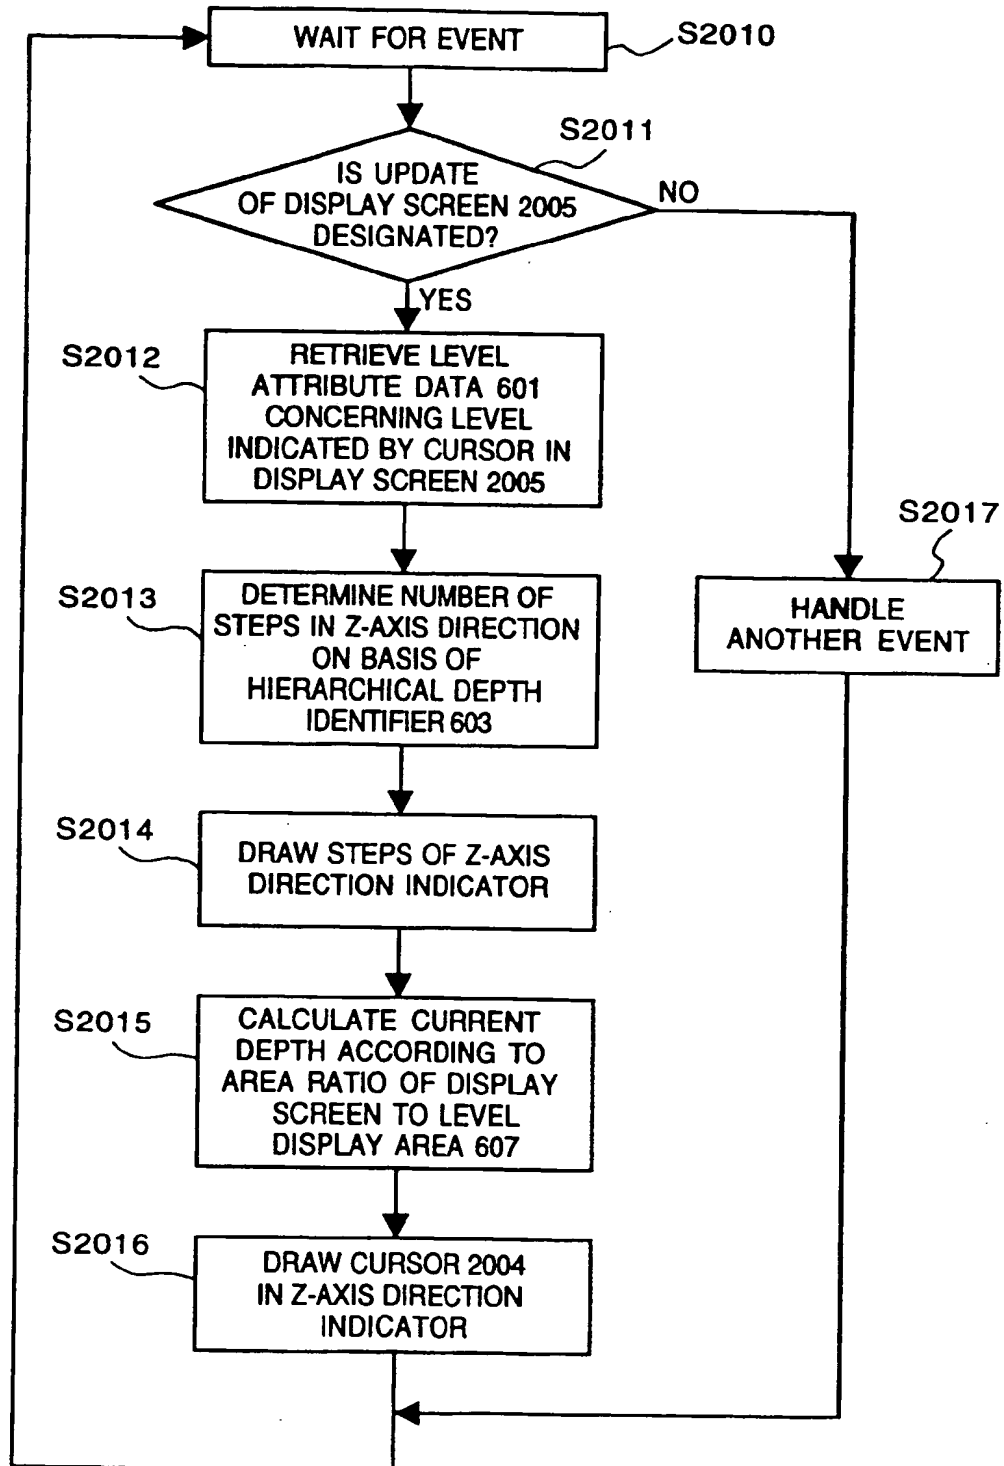 WAIT FOR EVENT
S2010
S2011
IS UPDATE
OF DISPLAY SCREEN 2005
DESIGNATED?
NO
YES
S2012
RETRIEVE LEVEL
ATTRIBUTE DATA 601
CONCERNING LEVEL
INDICATED BY CURSOR IN
DISPLAY SCREEN 2005
S2017
HANDLE
ANOTHER EVENT
S2013
DETERMINE NUMBER OF
STEPS IN Z-AXIS DIRECTION
ON BASIS OF
HIERARCHICAL DEPTH
IDENTIFIER 603
S2014
DRAW STEPS OF Z-AXIS
DIRECTION INDICATOR
S2015
CALCULATE CURRENT
DEPTH ACCORDING TO
AREA RATIO OF DISPLAY
SCREEN TO LEVEL
DISPLAY AREA 607
S2016
DRAW CURSOR 2004
IN Z-AXIS DIRECTION
INDICATOR